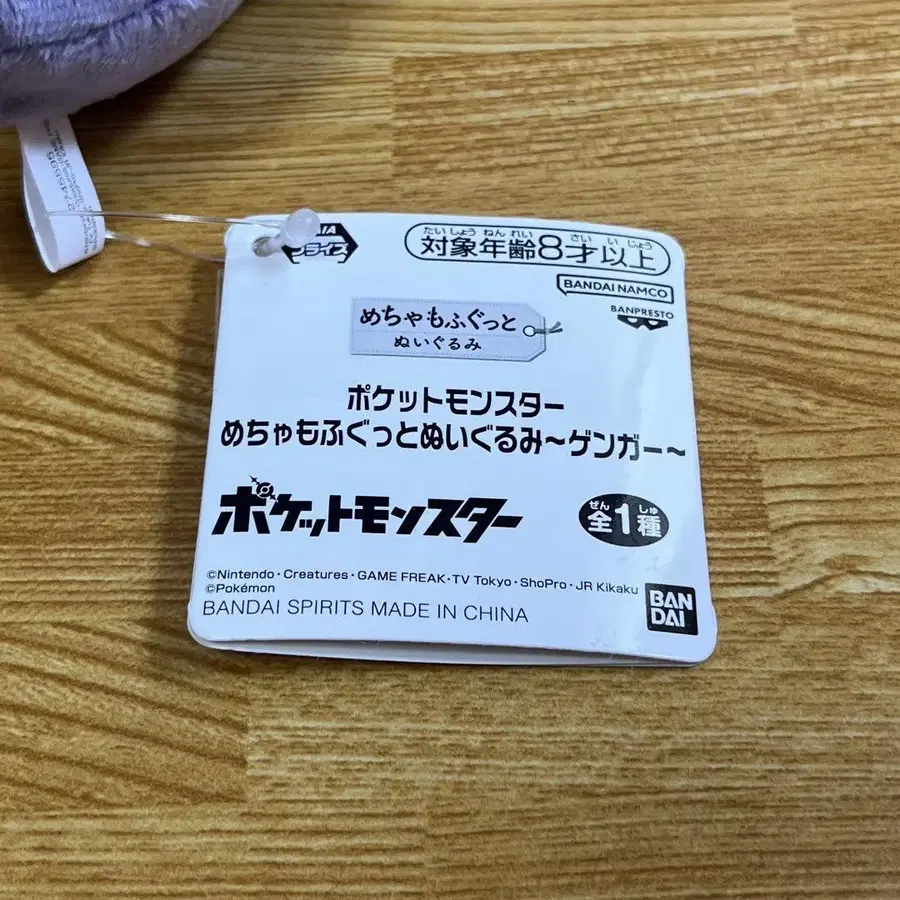 プライズ
たいしょうねんれい さいいじょう
対象年齢8才以上
BANDAI NAMCO
BANPRESTO
めちゃもふぐっと
ぬいぐるみ
ポケットモンスター
めちゃもふぐっとぬいぐるみ～ゲンガー～
ポケットモンスター
ぜん しゅ
全1種
©Nintendo・Creatures・GAME FREAK・TV Tokyo・ShoPro・JR Kikaku
©Pokémon
BANDAI SPIRITS MADE IN CHINA
BAN
DAI